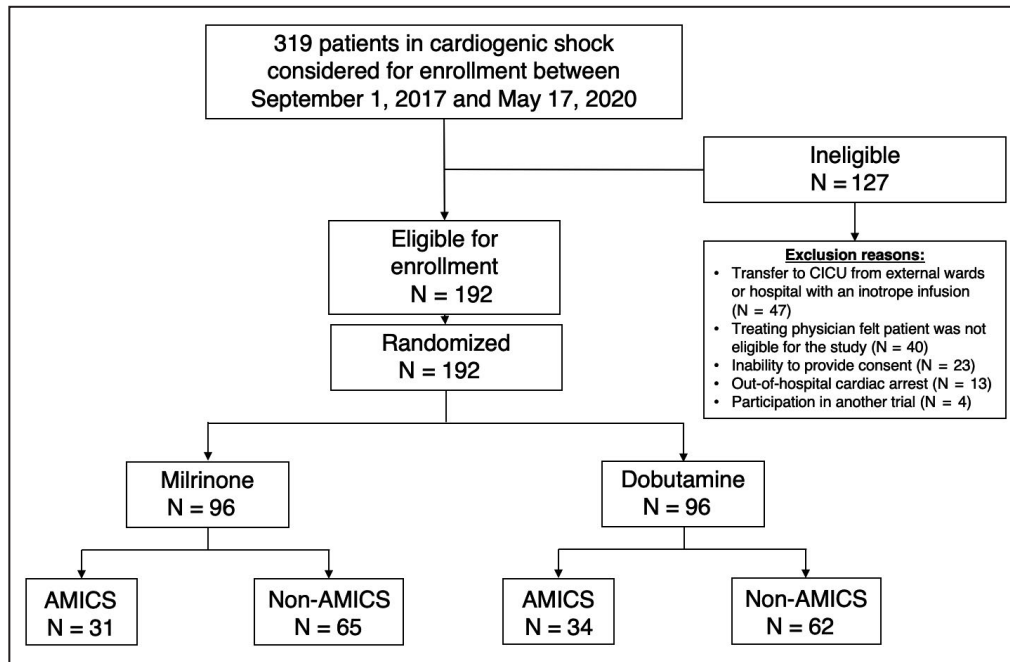 319 patients in cardiogenic shock
considered for enrollment between
September 1, 2017 and May 17, 2020
Ineligible
N = 127
Eligible for
enrollment
N = 192
Exclusion reasons:
• Transfer to CICU from external wards
or hospital with an inotrope infusion
(N = 47)
• Treating physician felt patient was not
eligible for the study (N = 40)
• Inability to provide consent (N = 23)
• Out-of-hospital cardiac arrest (N = 13)
• Participation in another trial (N = 4)
Randomized
N = 192
Milrinone
N = 96
Dobutamine
N = 96
AMICS
N = 31
Non-AMICS
N = 65
AMICS
N = 34
Non-AMICS
N = 62